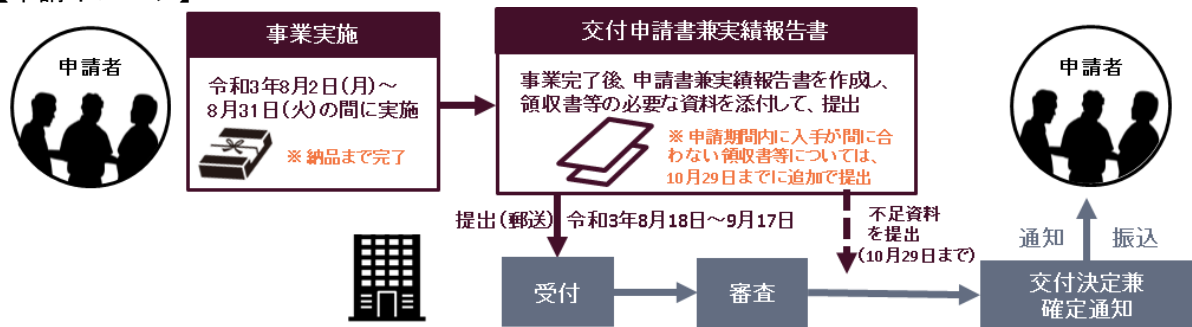 申請者
事業実施
令和3年8月2日(月)～
8月31日(火)の間に実施
※ 納品まで完了
交付申請書兼実績報告書
事業完了後、申請書兼実績報告書を作成し、
領収書等の必要な資料を添付して、提出
※ 申請期間内に入手が間に合
わない領収書等については、
10月29日までに追加で提出
申請者
提出(郵送) 令和3年8月18日～9月17日
不足資料
を提出
(10月29日まで)
通知 振込
受付
審査
交付決定兼
確定通知